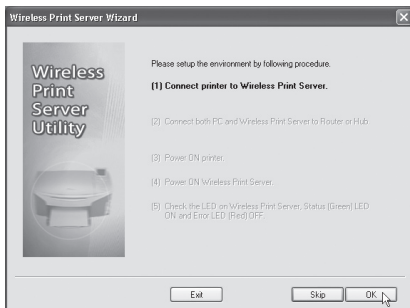 Wireless Print Server Wizard
Wireless
Print
Server
Utility
Please setup the environment by following procedure.
(1) Connect printer to Wireless Print Server.
(2) Connect both PC and Wireless Print Server to Router or Hub
(3) Power ON printer.
(4) Power ON Wireless Print Server.
(5) Check the LED on Wireless Print Server, Status (Green) LED
ON and Error LED (Red) OFF.
Exit
Skip
OK